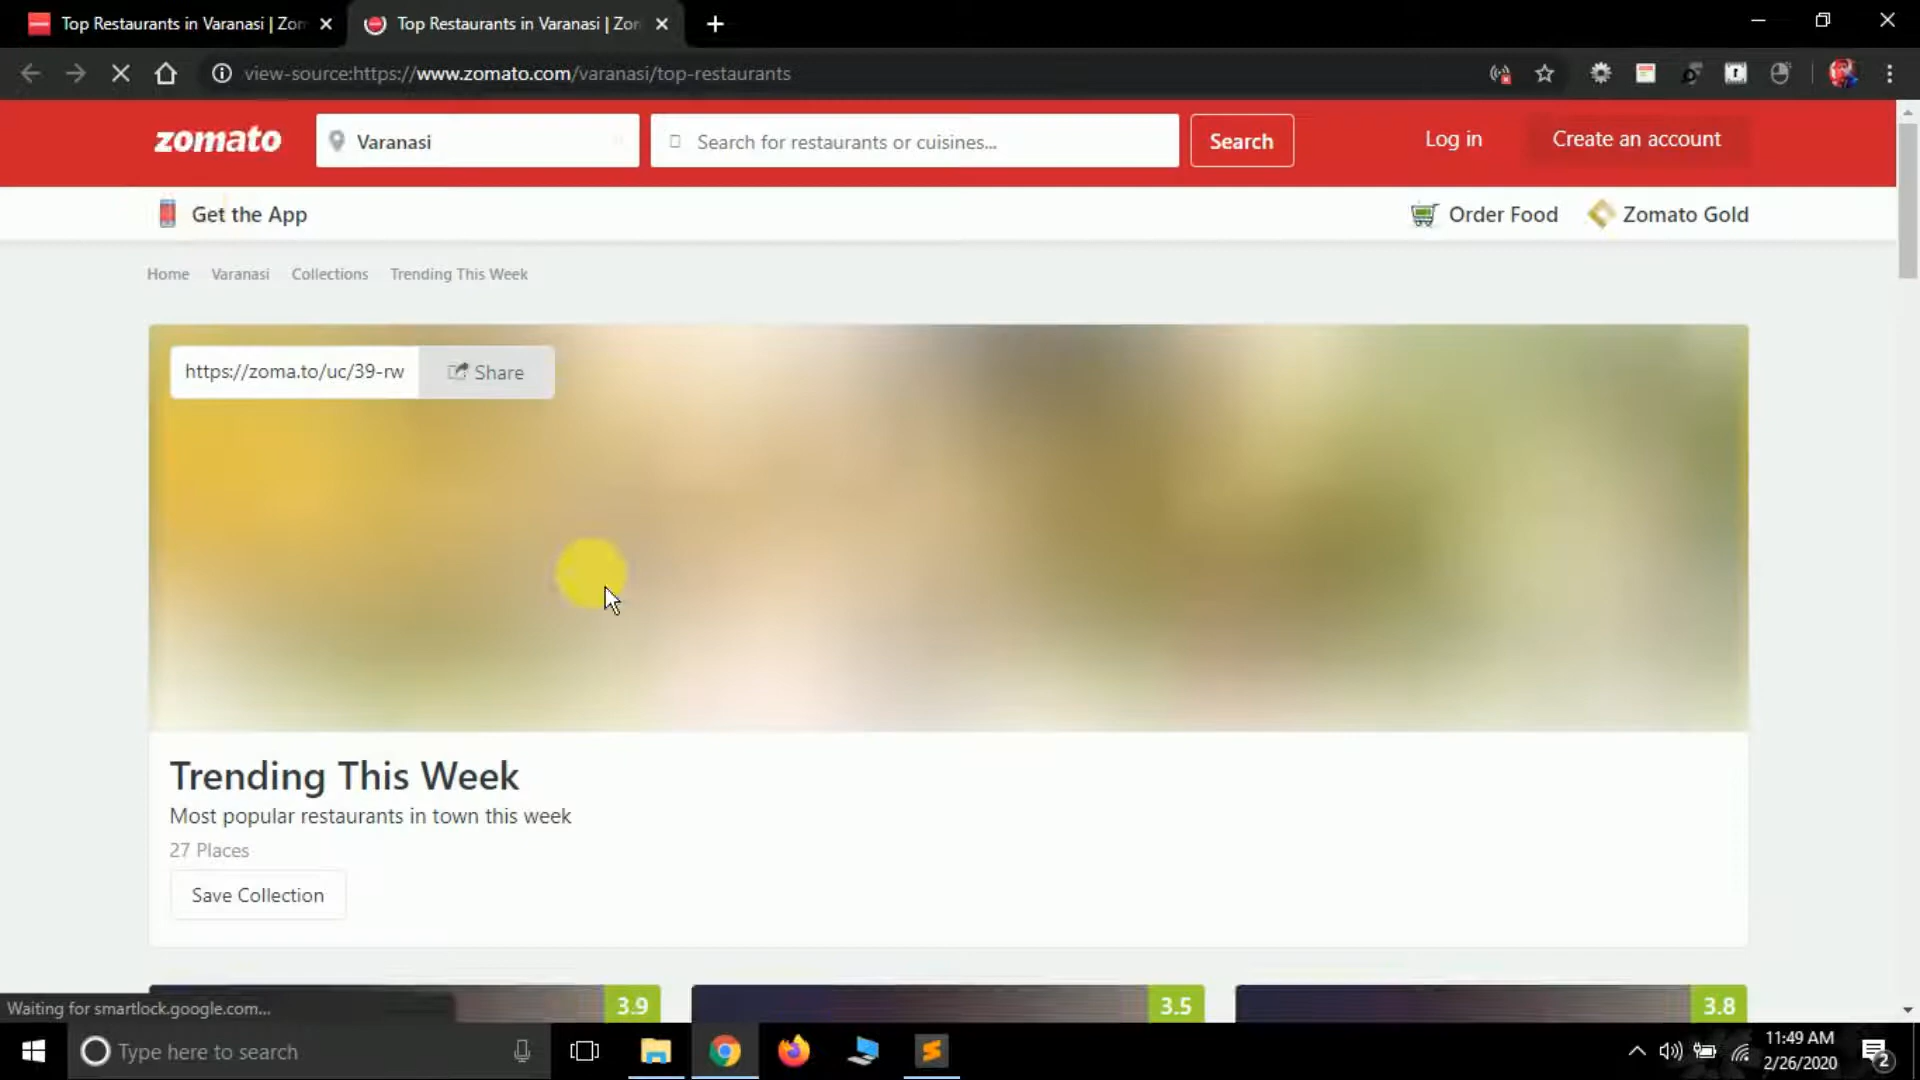 Top Restaurants in Varanasi | Zom
Top Restaurants in Varanasi | Zom
view-source:https://www.zomato.com/varanasi/top-restaurants
zomato
Varanasi
Search for restaurants or cuisines...
Search
Log in
Create an account
Get the App
Order Food
Zomato Gold
Home
Varanasi
Collections
Trending This Week
https://zoma.to/uc/39-rw
Share
Trending This Week
Most popular restaurants in town this week
27 Places
Save Collection
3.9
3.5
3.8
Waiting for smartlock.google.com...
Type here to search
11:49 AM
2/26/2020
2